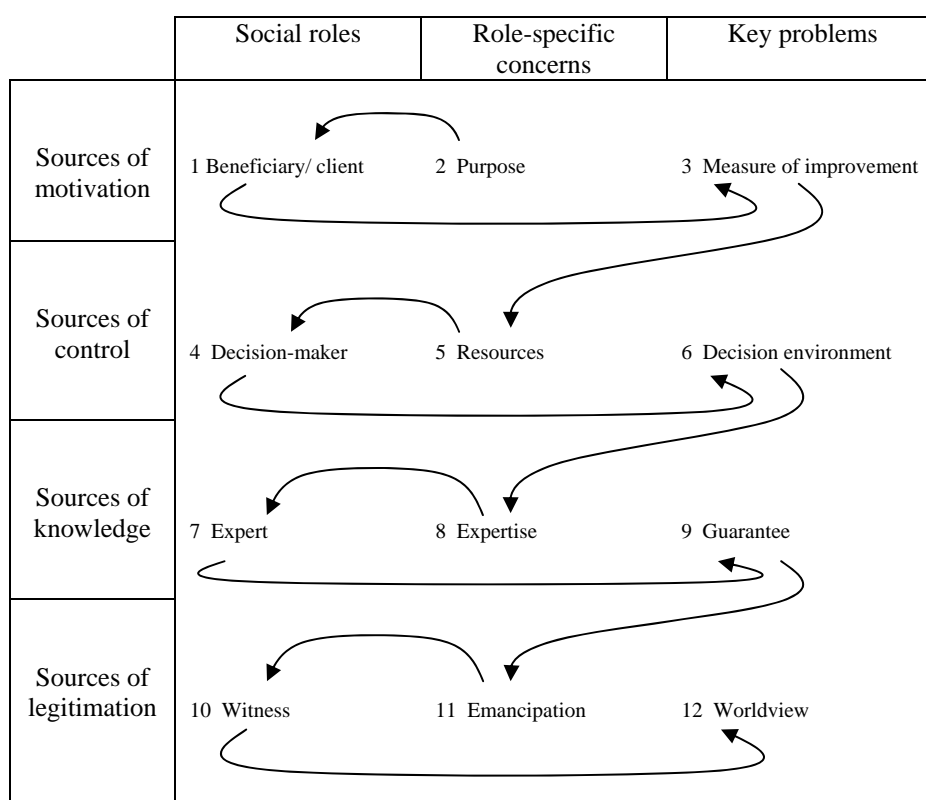 Social roles
Role-specific
concerns
Key problems
Sources of
motivation
1 Beneficiary/ client
2 Purpose
3 Measure of improvement
Sources of
control
4 Decision-maker
5 Resources
6 Decision environment
Sources of
knowledge
7 Expert
8 Expertise
9 Guarantee
Sources of
legitimation
10 Witness
11 Emancipation
12 Worldview